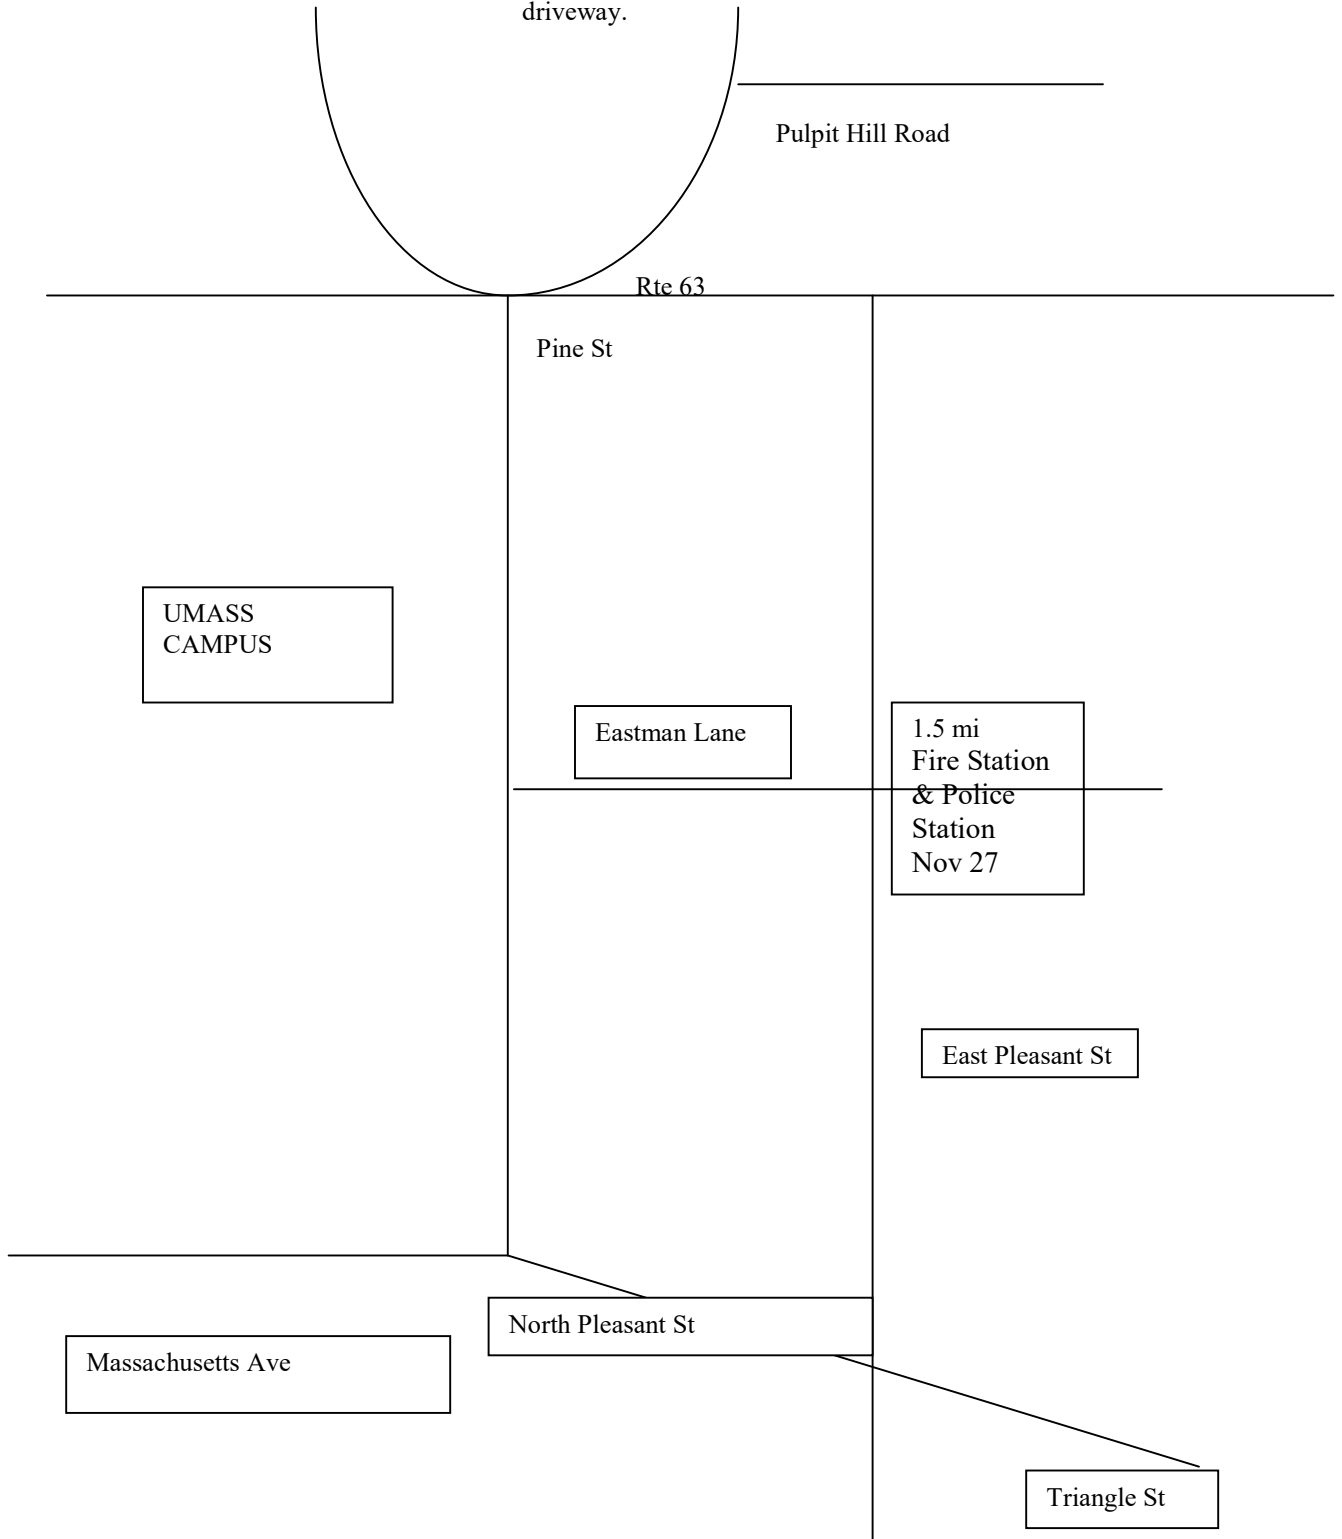 driveway.
Pulpit Hill Road
Rte 63
Pine St
UMASS
CAMPUS
Eastman Lane
1.5 mi
Fire Station
& Police
Station
Nov 27
East Pleasant St
North Pleasant St
Massachusetts Ave
Triangle St